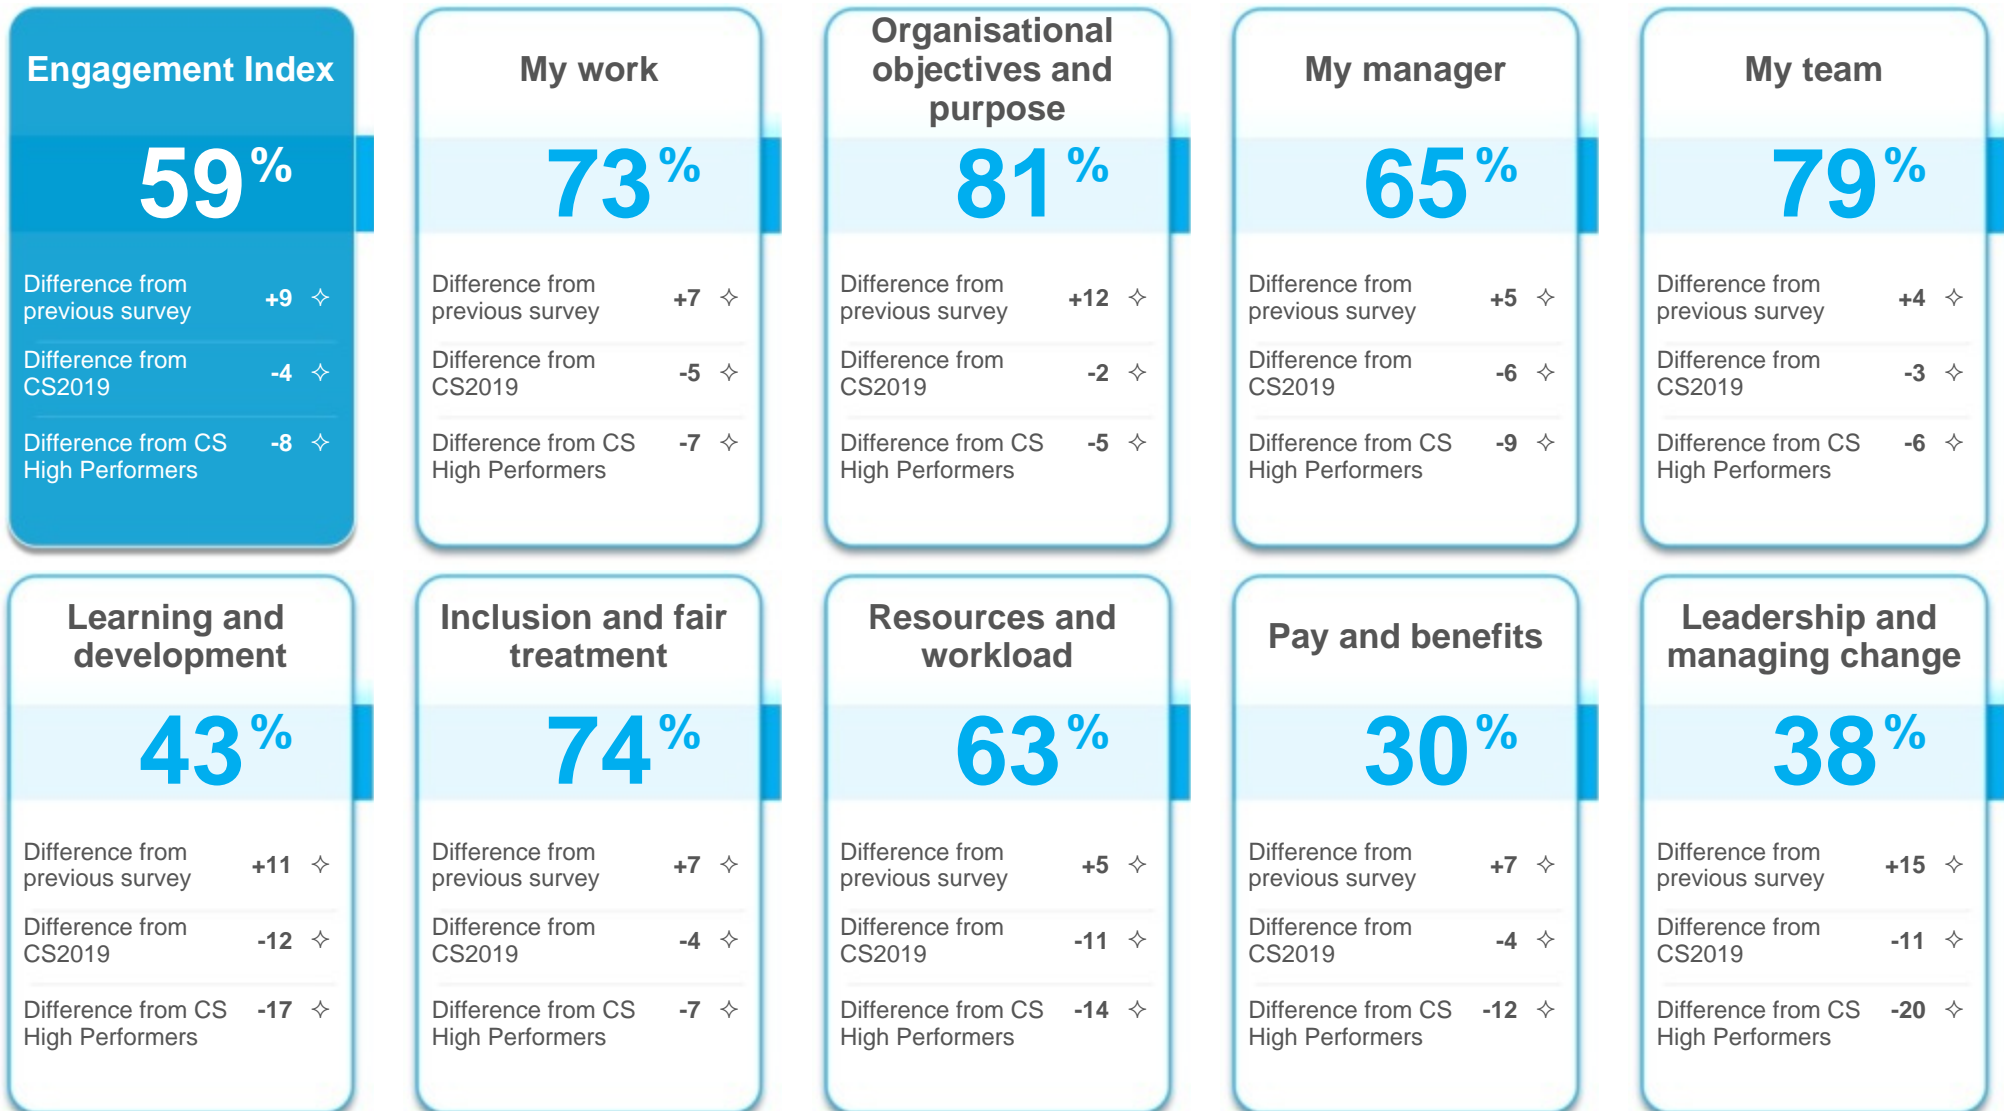 Engagement Index
59%
Difference from
previous survey +9 ✧
Difference from
CS2019 -4 ✧
Difference from CS -8 ✧
High Performers
My work
73%
Difference from
previous survey +7 ✧
Difference from
CS2019 -5 ✧
Difference from CS -7 ✧
High Performers
Organisational
objectives and
purpose
81%
Difference from
previous survey +12 ✧
Difference from
CS2019 -2 ✧
Difference from CS -5 ✧
High Performers
My manager
65%
Difference from
previous survey +5 ✧
Difference from
CS2019 -6 ✧
Difference from CS -9 ✧
High Performers
My team
79%
Difference from
previous survey +4 ✧
Difference from
CS2019 -3 ✧
Difference from CS -6 ✧
High Performers
Learning and
development
43%
Difference from
previous survey +11 ✧
Difference from
CS2019 -12 ✧
Difference from CS -17 ✧
High Performers
Inclusion and fair
treatment
74%
Difference from
previous survey +7 ✧
Difference from
CS2019 -4 ✧
Difference from CS -7 ✧
High Performers
Resources and
workload
63%
Difference from
previous survey +5 ✧
Difference from
CS2019 -11 ✧
Difference from CS -14 ✧
High Performers
Pay and benefits
30%
Difference from
previous survey +7 ✧
Difference from
CS2019 -4 ✧
Difference from CS -12 ✧
High Performers
Leadership and
managing change
38%
Difference from
previous survey +15 ✧
Difference from
CS2019 -11 ✧
Difference from CS -20 ✧
High Performers